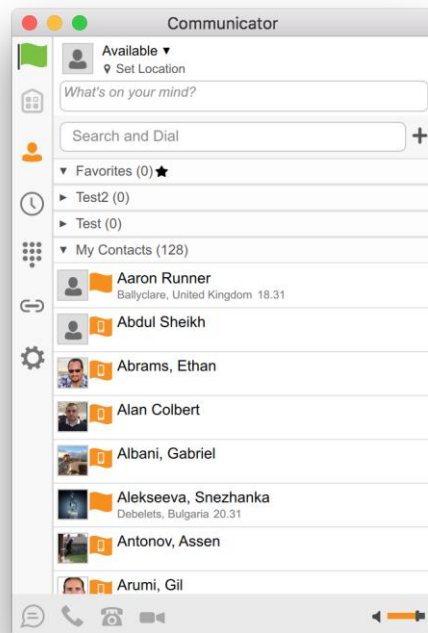 Communicator
Available ▼
Set Location
What's on your mind?
Search and Dial
Favorites (0)
Test2 (0)
Test (0)
My Contacts (128)
Aaron Runner
Ballyclare, United Kingdom 18.31
Abdul Sheikh
Abrams, Ethan
Alan Colbert
Albani, Gabriel
Alekseeva, Snezhanka
Debelets, Bulgaria 20.31
Antonov, Assen
Arumi, Gil